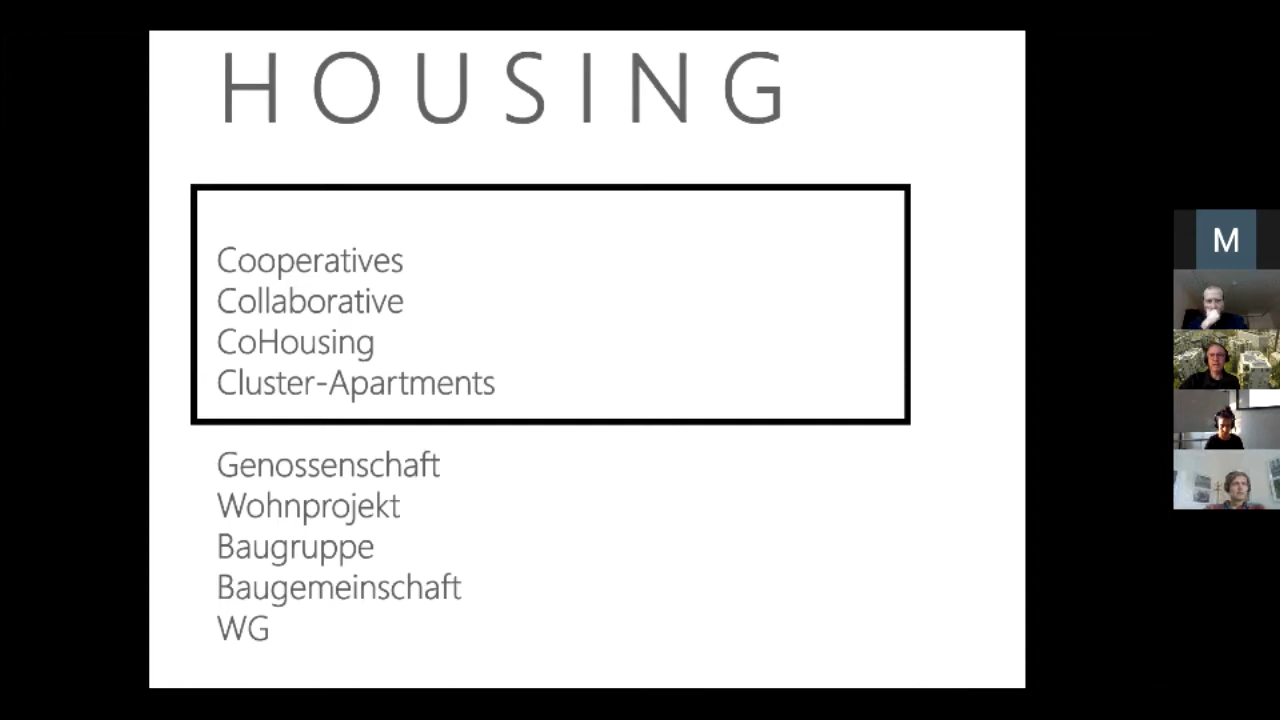 HOUSING
Cooperatives
Collaborative
CoHousing
Cluster-Apartments
Genossenschaft
Wohnprojekt
Baugruppe
Baugemeinschaft
WG
M